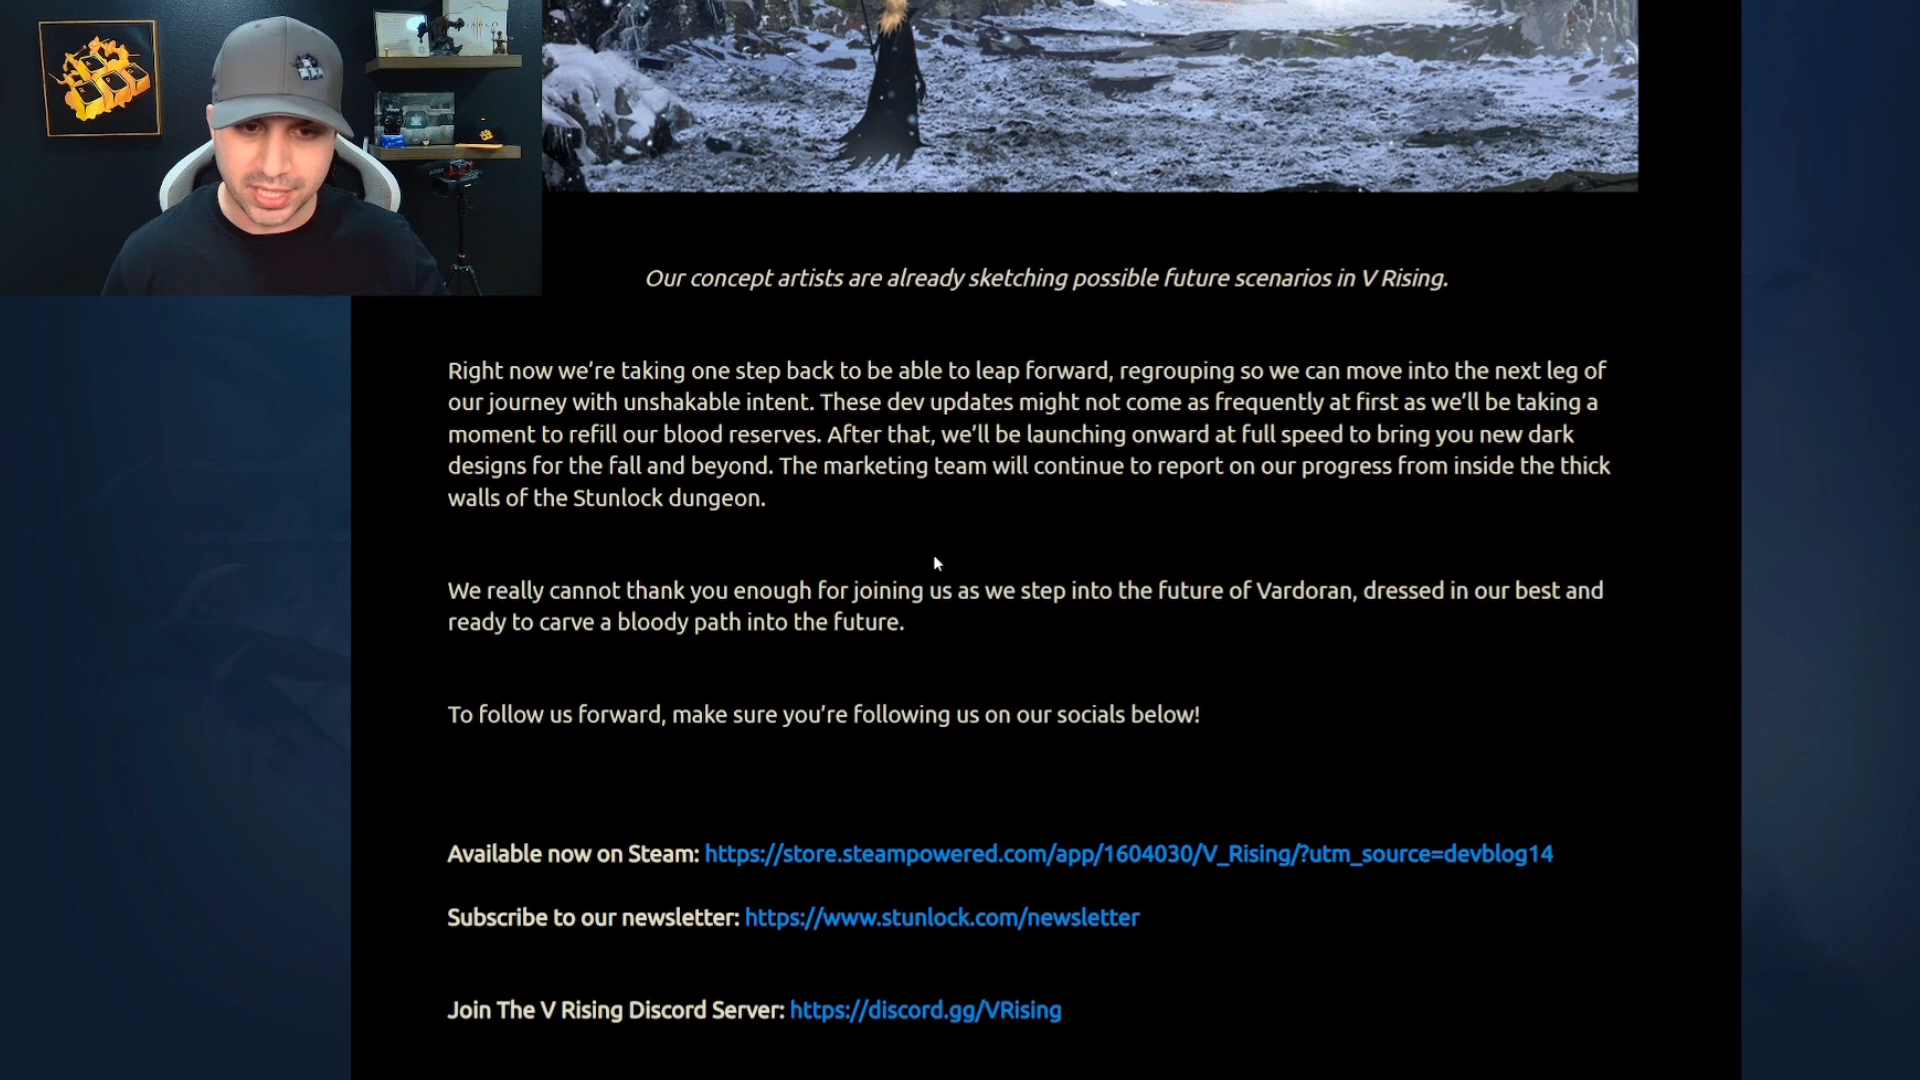 Our concept artists are already sketching possible future scenarios in V Rising.
Right now we're taking one step back to be able to leap forward, regrouping so we can move into the next leg of
our journey with unshakable intent. These dev updates might not come as frequently at first as we'll be taking a
moment to refill our blood reserves. After that, we'll be launching onward at full speed to bring you new dark
designs for the fall and beyond. The marketing team will continue to report on our progress from inside the thick
walls of the Stunlock dungeon.
We really cannot thank you enough for joining us as we step into the future of Vardoran, dressed in our best and
ready to carve a bloody path into the future.
To follow us forward, make sure you're following us on our socials below!
Available now on Steam: https://store.steampowered.com/app/1604030/V_Rising/?utm_source=devblog14
Subscribe to our newsletter: https://www.stunlock.com/newsletter
Join The V Rising Discord Server: https://discord.gg/VRising